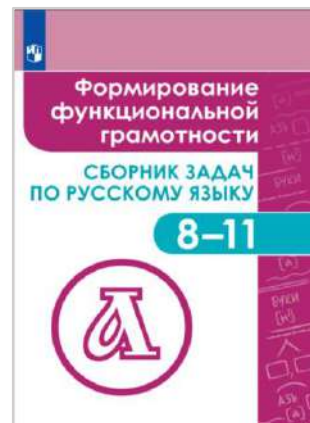 Формирование
функциональной
грамотности
СБОРНИК ЗАДАЧ
ПО РУССКОМУ ЯЗЫКУ
8–11
А